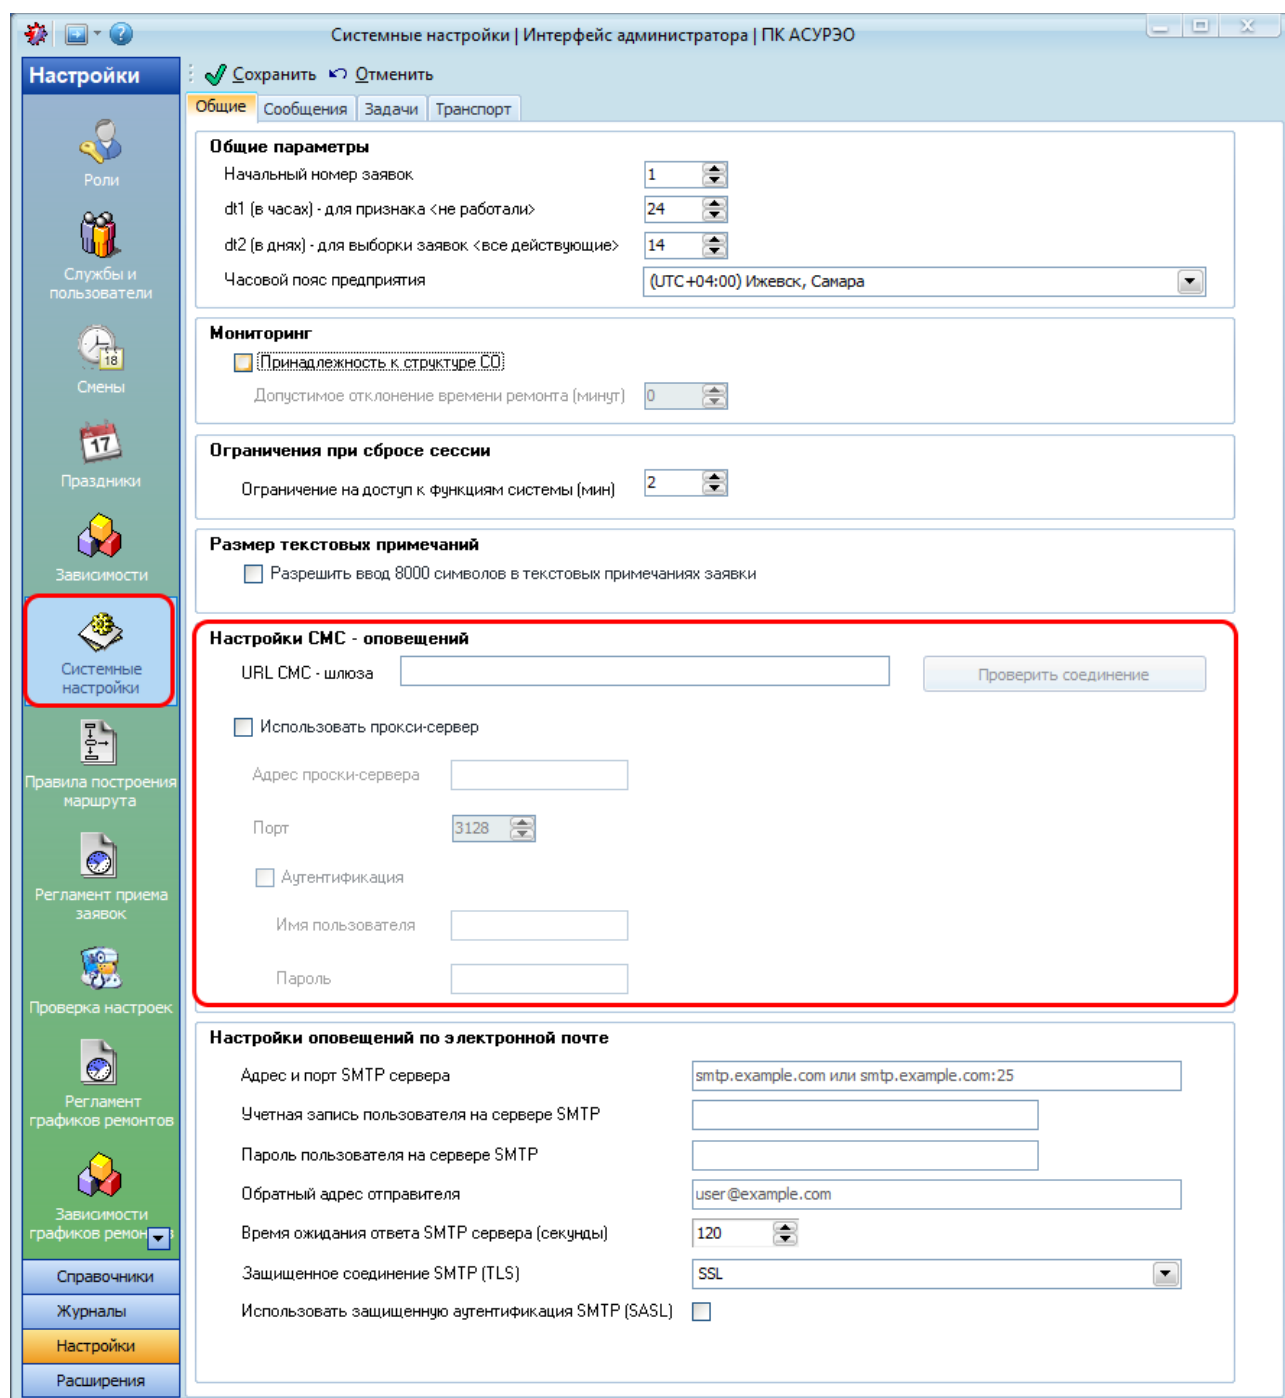 Системные настройки | Интерфейс администратора | ПК АСУРЭО
Настройки
Сохранить
Отменить
Общие
Сообщения
Задачи
Транспорт
Роли
Службы и
пользователи
18
Смены
17
Праздники
Зависимости
Системные
настройки
Правила построения
маршрута
Регламент приема
заявок
Проверка настроек
Регламент
графиков ремонтов
Зависимости
графиков ремон
Справочники
Журналы
Настройки
Расширения
Общие параметры
Начальный номер заявок 1
dt1 (в часах) - для признака <не работали> 24
dt2 (в днях) - для выборки заявок <все действующие> 14
Часовой пояс предприятия (UTC+04:00) Ижевск, Самара
Мониторинг
Принадлежность к структуре СО
Допустимое отклонение времени ремонта (минут) 0
Ограничения при сбросе сессии
Ограничение на доступ к функциям системы (мин) 2
Размер текстовых примечаний
Разрешить ввод 8000 символов в текстовых примечаниях заявки
Настройки СМС - оповещений
URL СМС - шлюза
Проверить соединение
Использовать прокси-сервер
Адрес проски-сервера
Порт 3128
Аутентификация
Имя пользователя
Пароль
Настройки оповещений по электронной почте
Адрес и порт SMTP сервера smtp.example.com или smtp.example.com:25
Учетная запись пользователя на сервере SMTP
Пароль пользователя на сервере SMTP
Обратный адрес отправителя user@example.com
Время ожидания ответа SMTP сервера (секунды) 120
Защищенное соединение SMTP (TLS) SSL
Использовать защищенную аутентификация SMTP (SASL)